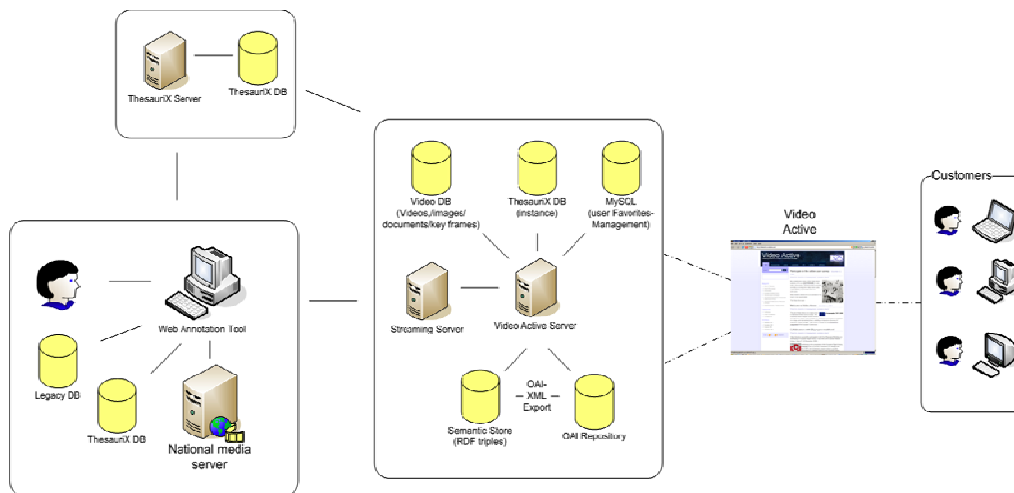 ThesauriX Server
ThesauriX DB
Web Annotation Tool
Legacy DB
ThesauriX DB
National media
server
Video DB
(Videos,/images/
documents/key frames)
ThesauriX DB
(instance)
MySQL
(user Favorites-
Management)
Streaming Server
Video Active Server
Semantic Store
(RDF triples)
OAI-
XML
Export
OAI Repository
Video
Active
Video Active
Customers